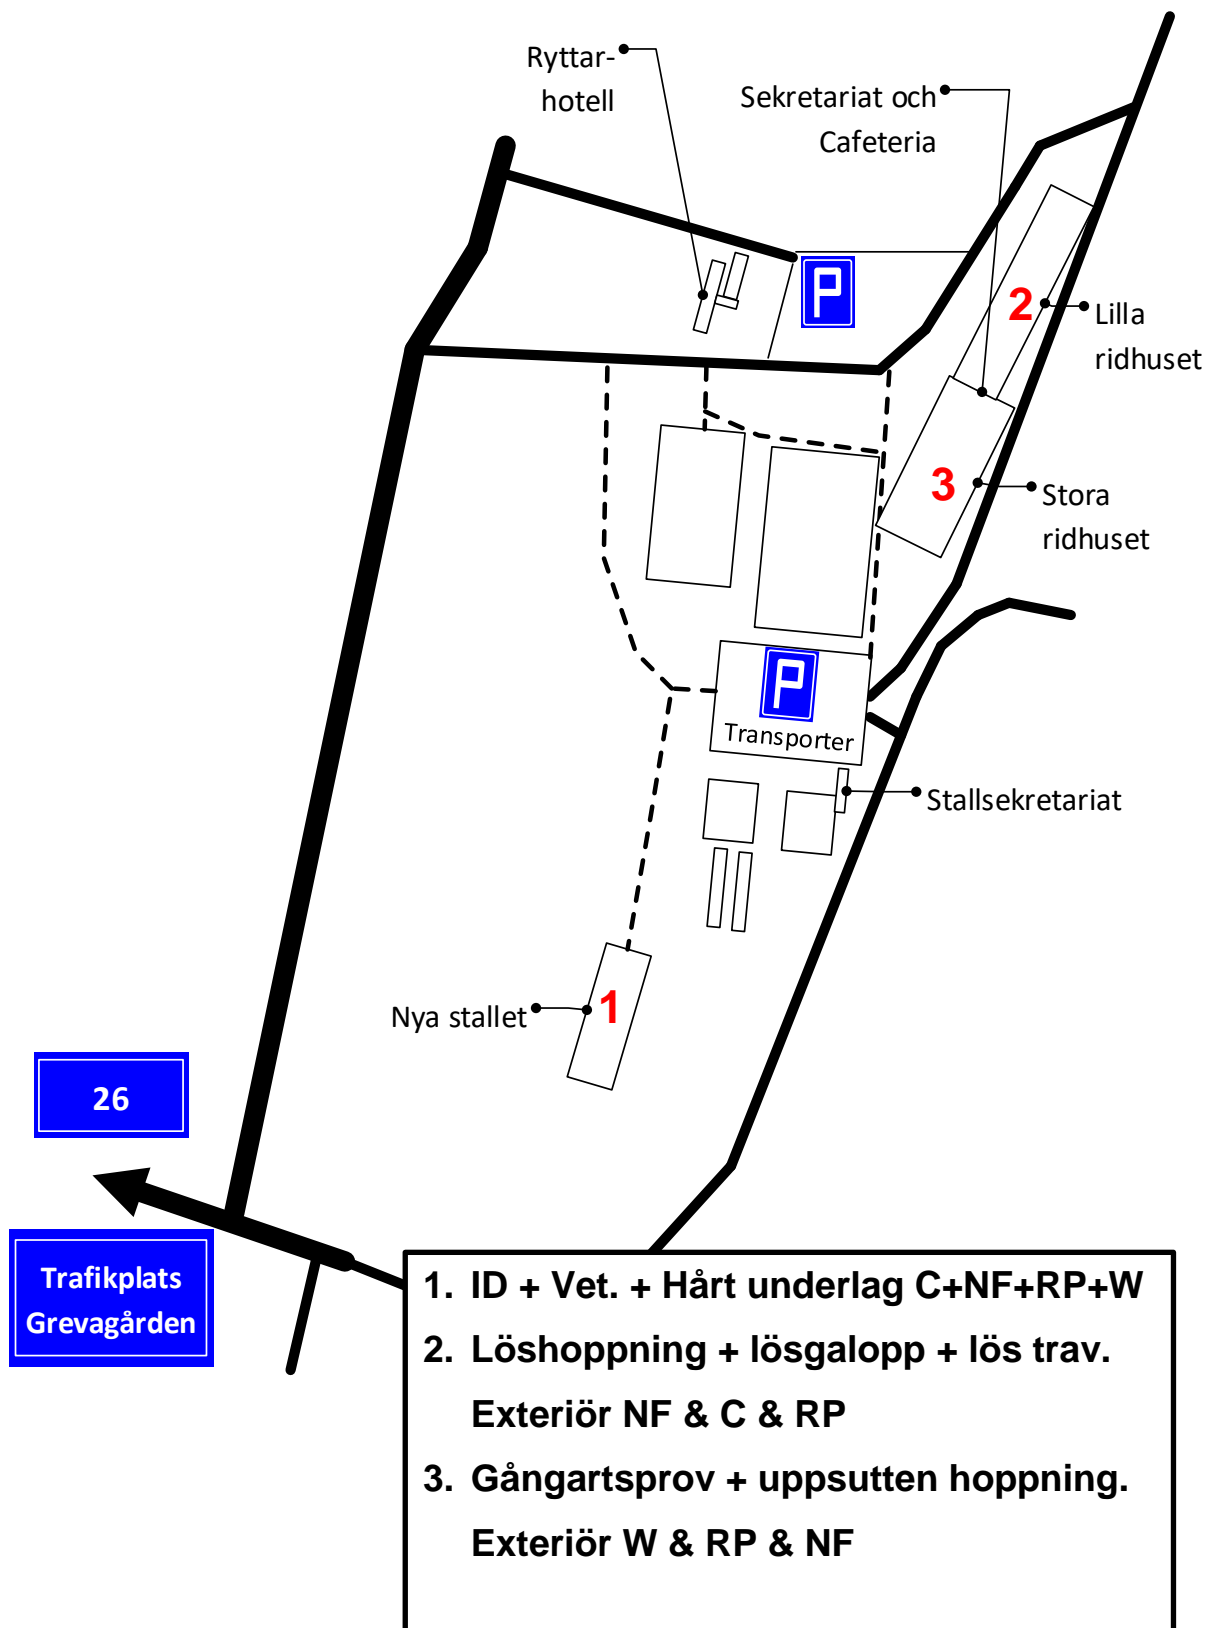 Ryttar-
hotell
Sekretariat och
Cafeteria
P
2
Lilla
ridhuset
3
Stora
ridhuset
P
Transporter
Stallsekretariat
1
Nya stallet
26
Trafikplats
Grevagården
1. ID + Vet. + Hårt underlag C+NF+RP+W
2. Löshoppning + lösgalopp + lös trav.
Exteriör NF & C & RP
3. Gångartsprov + uppsutten hoppning.
Exteriör W & RP & NF